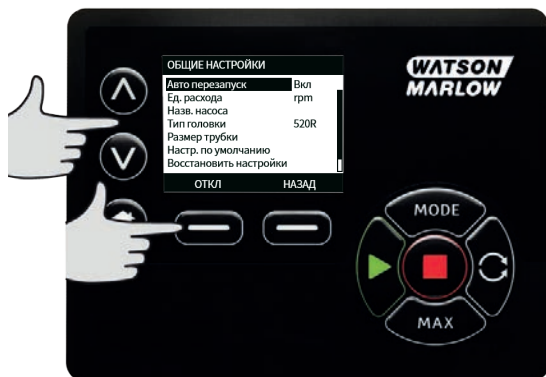 ОБЩИЕ НАСТРОЙКИ
Авто перезапуск Вкл
Ед. расхода rpm
Назв. насоса
Тип головки 520R
Размер трубки
Настр. по умолчанию
Восстановить настройки
ОТКЛ НАЗАД
WATSON
MARLOW
MODE
MAX